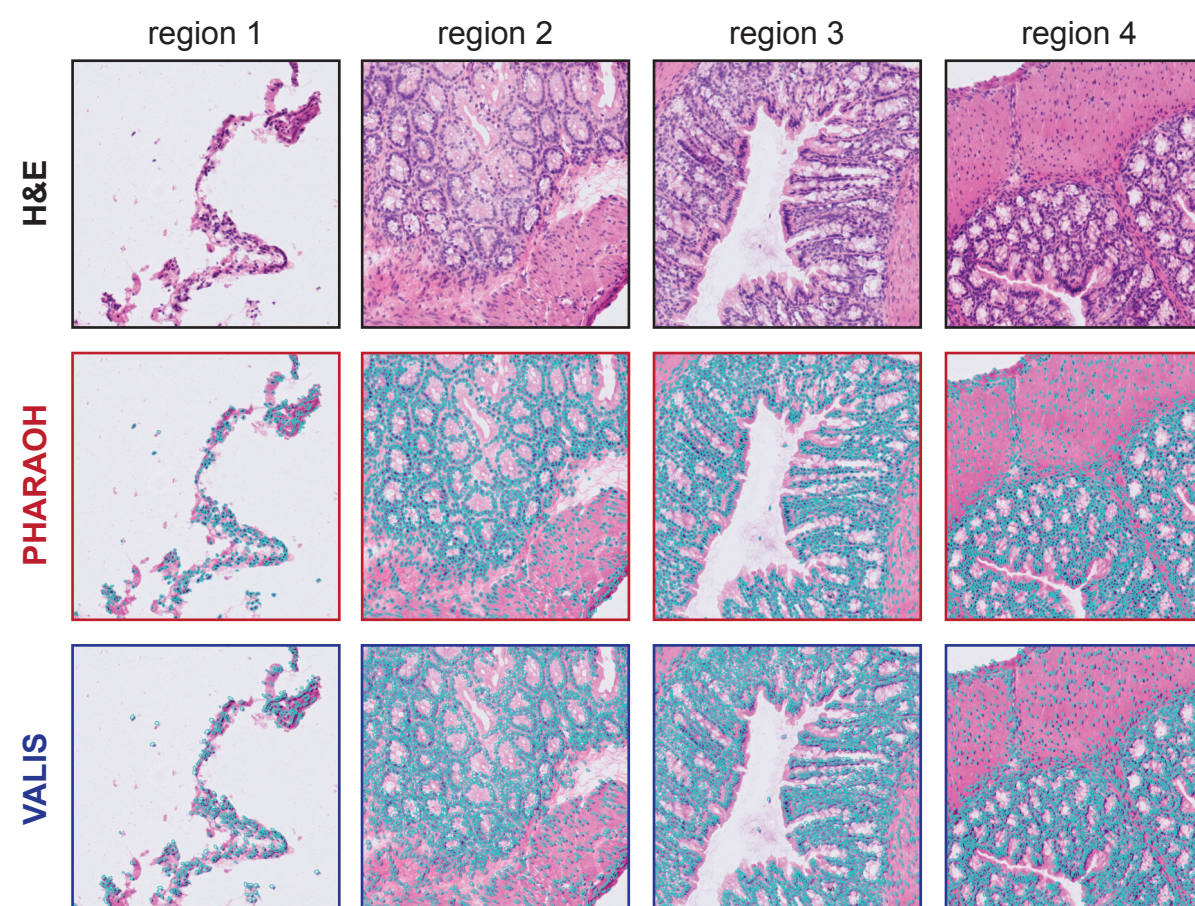 region 1
region 2
region 3
region 4
H&E
PHARAOH
VALIS